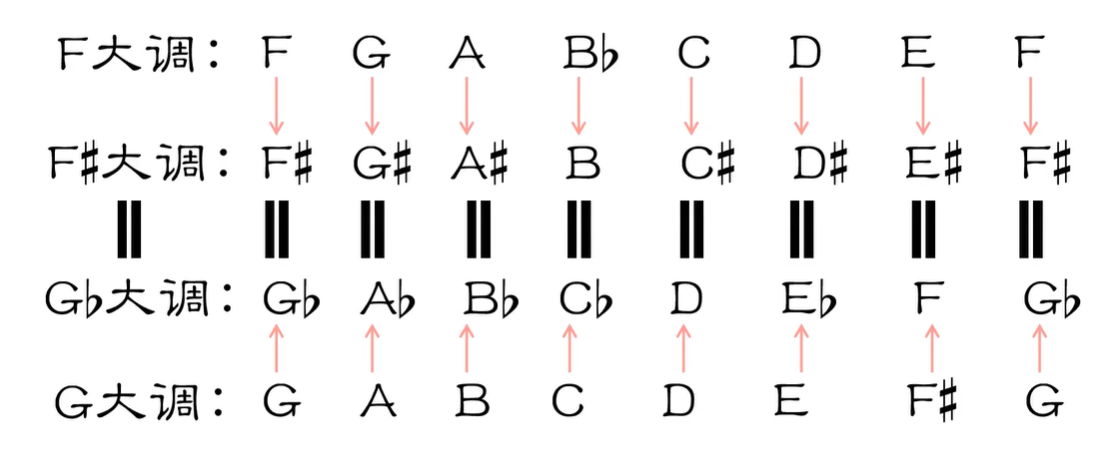 F大调： F G A B♭ C D E F
F♯大调： F♯ G♯ A♯ B C♯ D♯ E♯ F♯
G♭大调： G♭ A♭ B♭ C♭ D E♭ F G♭
G大调： G A B C D E F♯ G